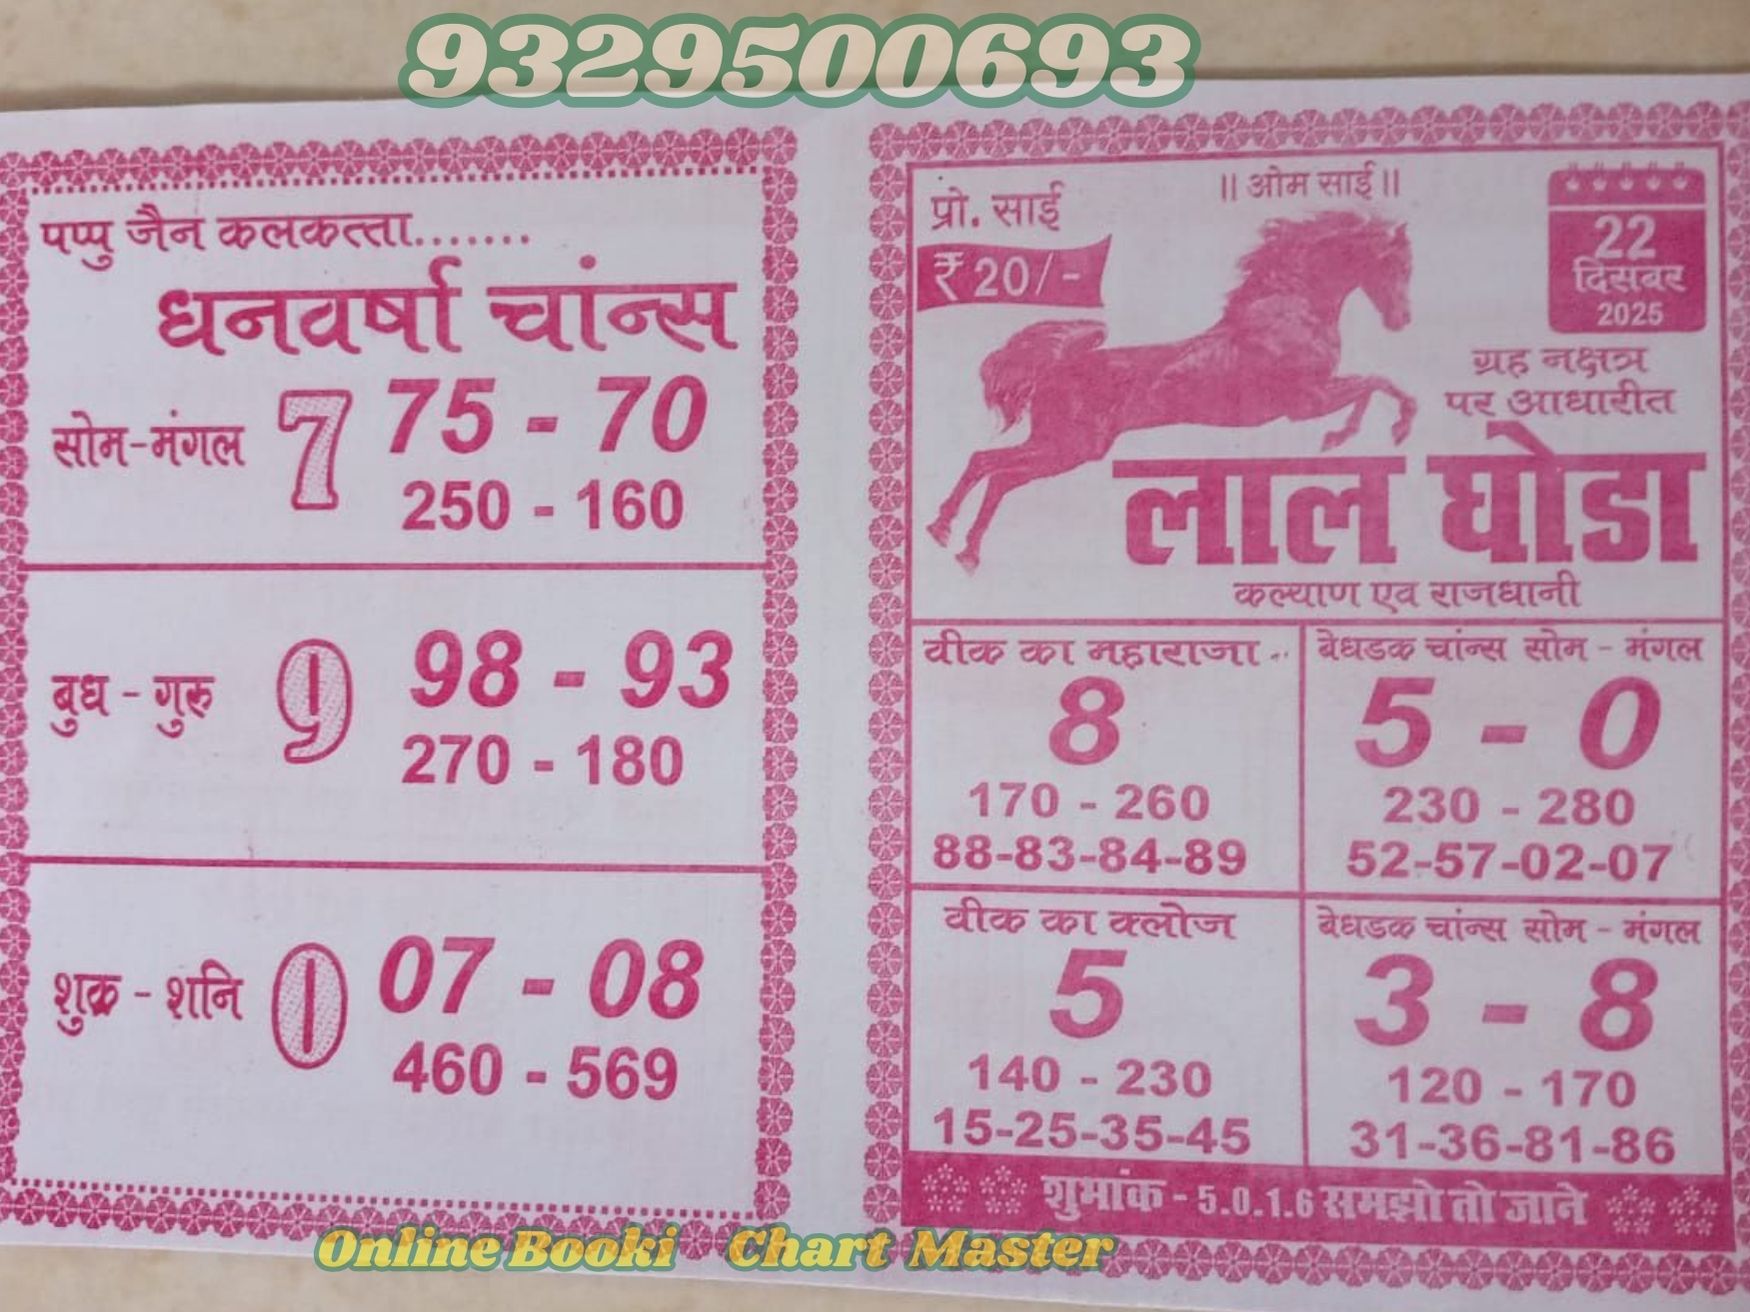 9329500693
पप्पु जैन कलकत्ता.......
धनवर्षा चांन्स
सोम-मंगल 7 75 - 70
250 - 160
बुध - गुरु 9 98 - 93
270 - 180
शुक्र - शनि 0 07 - 08
460 - 569
|| ओम साई ||
प्रो. साई
₹ 20/-
22
दिसबर
2025
ग्रह नक्षत्र
पर आधारीत
लाल घोडा
कल्याण एव राजधानी
वीक का महाराजा ..
8
170 - 260
88-83-84-89
बेधडक चांन्स सोम - मंगल
5 - 0
230 - 280
52-57-02-07
वीक का क्लोज
5
140 - 230
15-25-35-45
बेधडक चांन्स सोम - मंगल
3 - 8
120 - 170
31-36-81-86
शुभांक - 5.0.1.6 समझो तो जाने
Online Booki Chart Master